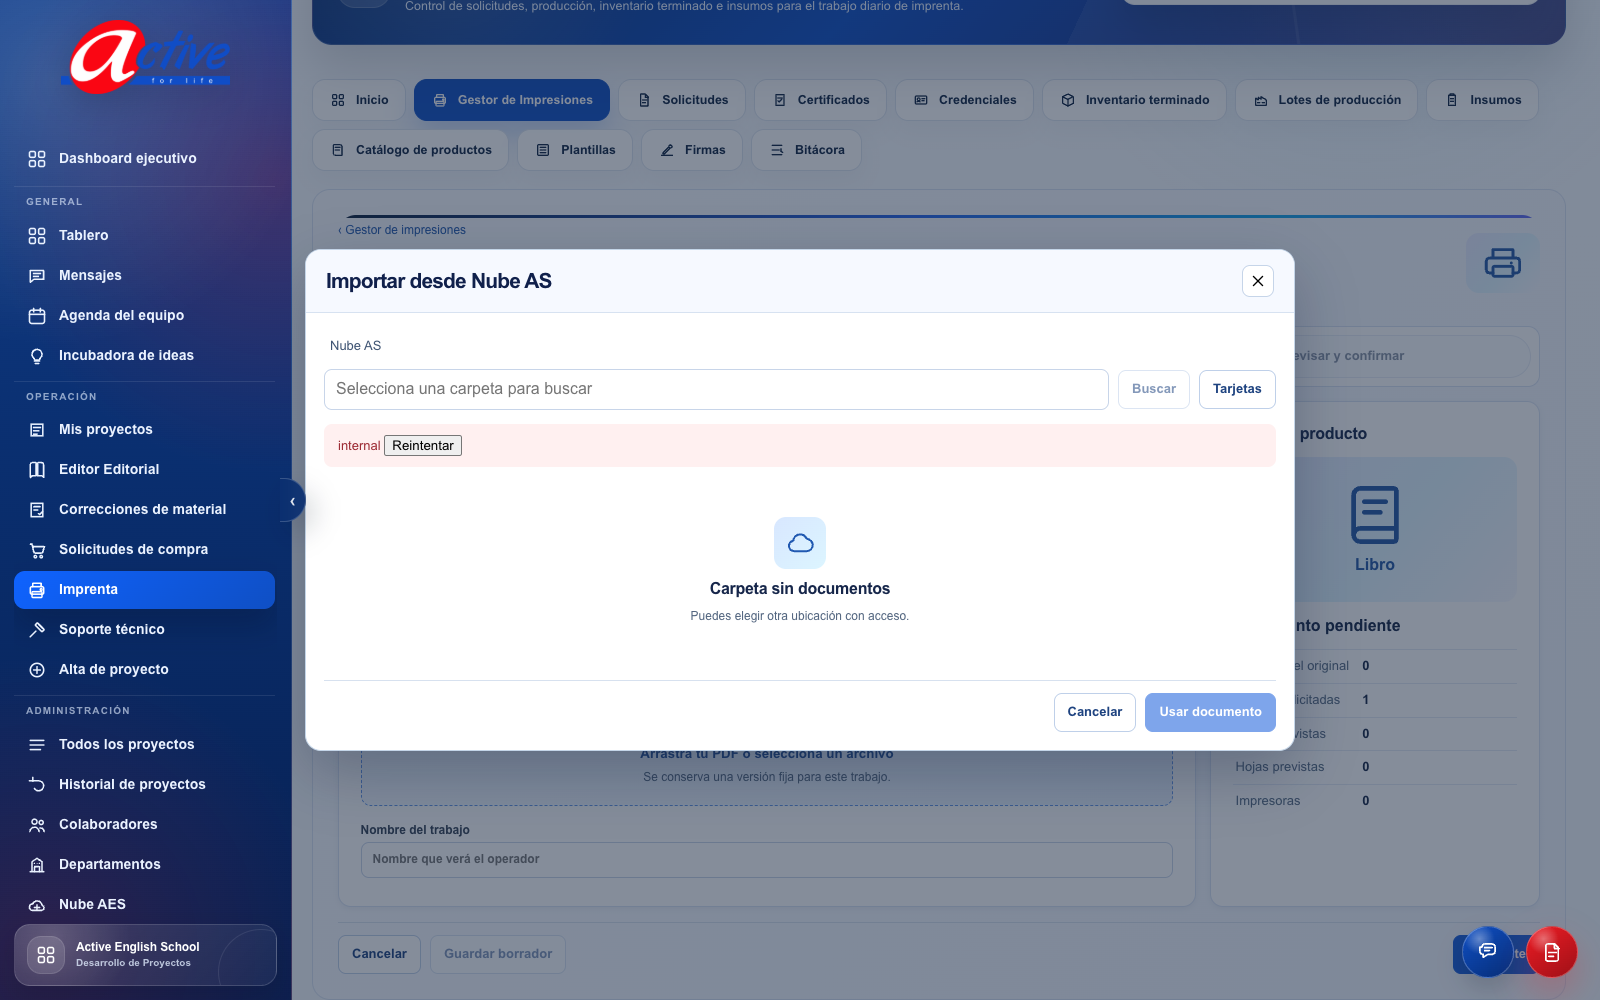 active
for life
Dashboard ejecutivo
GENERAL
Tablero
Mensajes
Agenda del equipo
Incubadora de ideas
OPERACIÓN
Mis proyectos
Editor Editorial
Correcciones de material
Solicitudes de compra
Imprenta
Soporte técnico
Alta de proyecto
ADMINISTRACIÓN
Todos los proyectos
Historial de proyectos
Colaboradores
Departamentos
Nube AES
Active English School
Desarrollo de Proyectos
Control de solicitudes, producción, inventario terminado e insumos para el trabajo diario de imprenta.
Inicio
Gestor de Impresiones
Solicitudes
Certificados
Credenciales
Inventario terminado
Lotes de producción
Insumos
Catálogo de productos
Plantillas
Firmas
Bitácora
‹ Gestor de impresiones
Importar desde Nube AS
Nube AS
Selecciona una carpeta para buscar
Buscar
Tarjetas
internal Reintentar
Carpeta sin documentos
Puedes elegir otra ubicación con acceso.
Cancelar
Usar documento
evisar y confirmar
producto
Libro
nto pendiente
el original 0
licitadas 1
vistas 0
Hojas previstas 0
Impresoras 0
Arrastra tu PDF o selecciona un archivo
Se conserva una versión fija para este trabajo.
Nombre del trabajo
Nombre que verá el operador
Cancelar
Guardar borrador